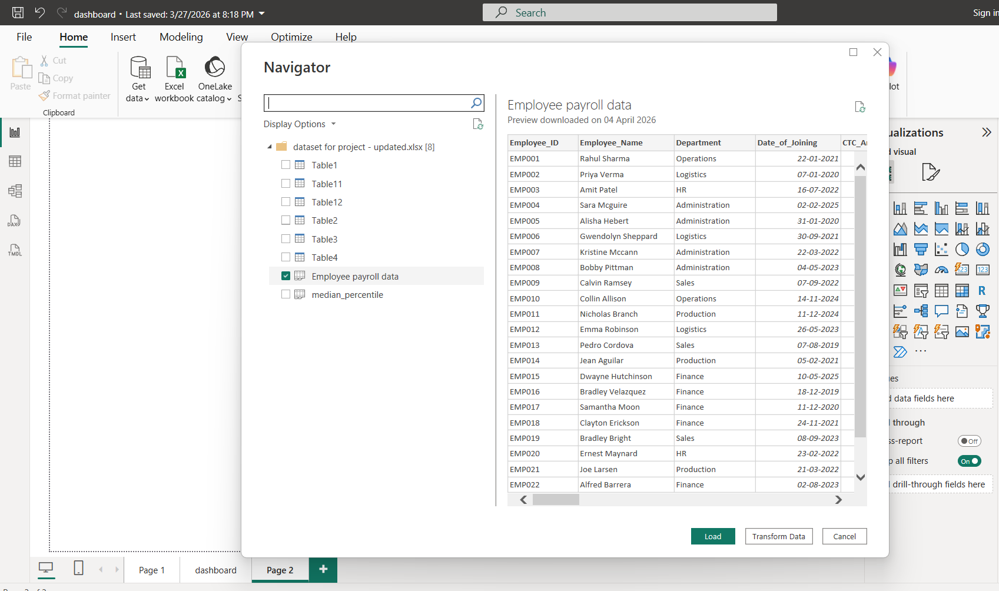 dashboard • Last saved: 3/27/2026 at 8:18 PM
Search
Sign in
File Home Insert Modeling View Optimize Help
Paste
Cut
Copy
Format painter
Clipboard
Get data
Excel workbook
OneLake catalog
S
lot
Navigator
Display Options
dataset for project - updated.xlsx [8]
Table1
Table11
Table12
Table2
Table3
Table4
Employee payroll data
median_percentile
Employee payroll data
Preview downloaded on 04 April 2026
Employee_ID Employee_Name Department Date_of_Joining CTC_A
EMP001 Rahul Sharma Operations 22-01-2021
EMP002 Priya Verma Logistics 07-01-2020
EMP003 Amit Patel HR 16-07-2022
EMP004 Sara Mcguire Administration 02-02-2025
EMP005 Alisha Hebert Administration 31-01-2020
EMP006 Gwendolyn Sheppard Logistics 30-09-2021
EMP007 Kristine Mccann Administration 22-03-2022
EMP008 Bobby Pittman Administration 04-05-2023
EMP009 Calvin Ramsey Sales 07-09-2022
EMP010 Collin Allison Operations 14-11-2024
EMP011 Nicholas Branch Production 11-12-2024
EMP012 Emma Robinson Logistics 26-05-2023
EMP013 Pedro Cordova Sales 07-08-2019
EMP014 Jean Aguilar Production 05-02-2021
EMP015 Dwayne Hutchinson Finance 10-05-2025
EMP016 Bradley Velazquez Finance 18-12-2019
EMP017 Samantha Moon Finance 11-12-2020
EMP018 Clayton Erickson Finance 24-11-2021
EMP019 Bradley Bright Sales 08-09-2023
EMP020 Ernest Maynard HR 23-02-2022
EMP021 Joe Larsen Production 21-03-2022
EMP022 Alfred Barrera Finance 02-08-2023
Load
Transform Data
Cancel
ualizations
d visual
123
123
R
es
d data fields here
l through
ss-report
Off
p all filters
On
l drill-through fields here
DAX
TMDL
Page 1
dashboard
Page 2